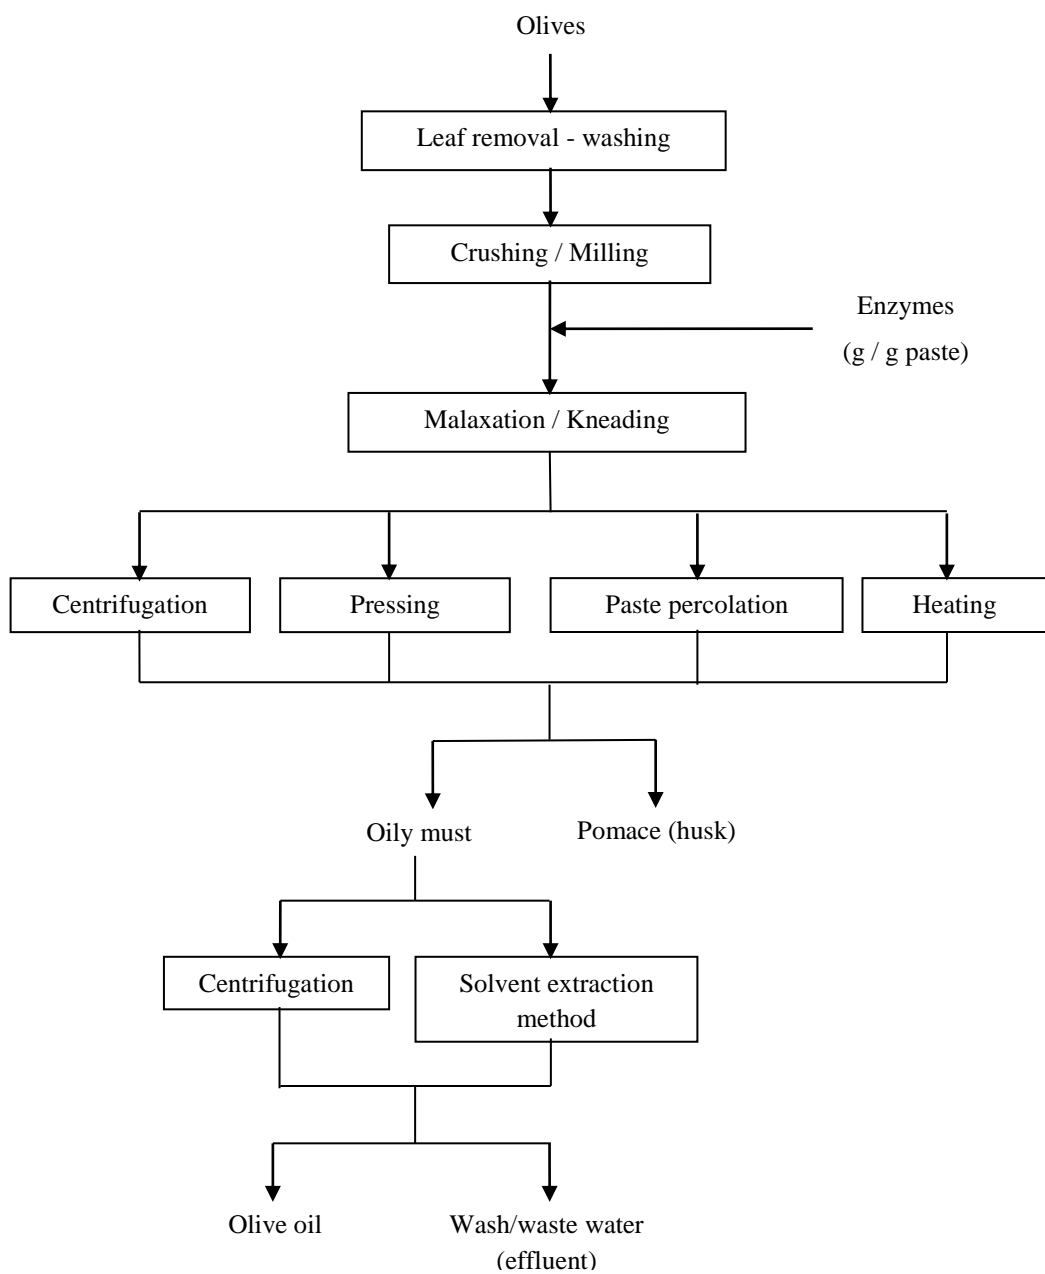 Olives
Leaf removal - washing
Crushing / Milling
Enzymes
(g / g paste)
Malaxation / Kneading
Centrifugation
Pressing
Paste percolation
Heating
Oily must
Pomace (husk)
Centrifugation
Solvent extraction
method
Olive oil
Wash/waste water
(effluent)